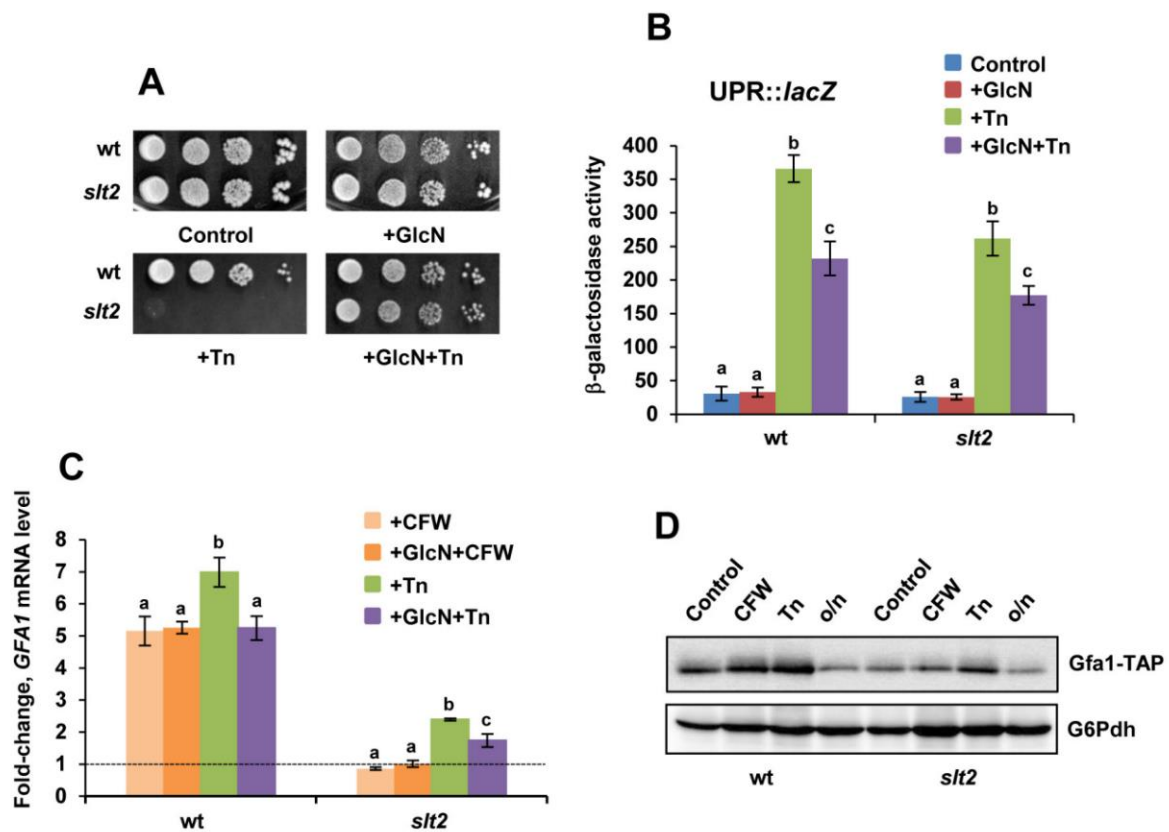 A
wt
slt2
Control
+GlcN
wt
slt2
+Tn
+GlcN+Tn
B
UPR::lacZ
Control
+GlcN
+Tn
+GlcN+Tn
β-galactosidase activity
400
350
300
250
200
150
100
50
0
a
a
b
c
a
a
b
c
wt
slt2
C
Fold-change, GFA1 mRNA level
+CFW
+GlcN+CFW
+Tn
+GlcN+Tn
8
7
6
5
4
3
2
1
0
a
a
b
a
a
a
b
c
wt
slt2
D
Control
CFW
Tn
o/n
Control
CFW
Tn
o/n
Gfa1-TAP
G6Pdh
wt
slt2